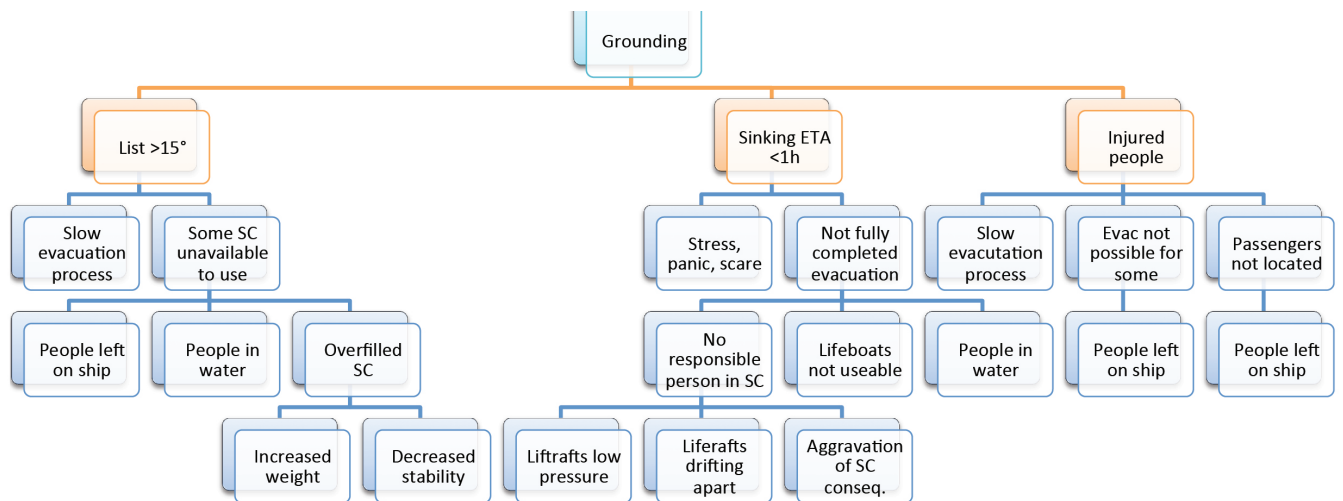 Grounding
List >15°
Sinking ETA
<1h
Injured
people
Slow
evacuation
process
Some SC
unavailable
to use
Stress,
panic, scare
Not fully
completed
evacuation
Slow
evacutation
process
Evac not
possible for
some
Passengers
not located
People left
on ship
People in
water
Overfilled
SC
No
responsible
person in SC
Lifeboats
not useable
People in
water
People left
on ship
People left
on ship
Increased
weight
Decreased
stability
Liftrafts low
pressure
Liferafts
drifting
apart
Aggravation
of SC
conseq.